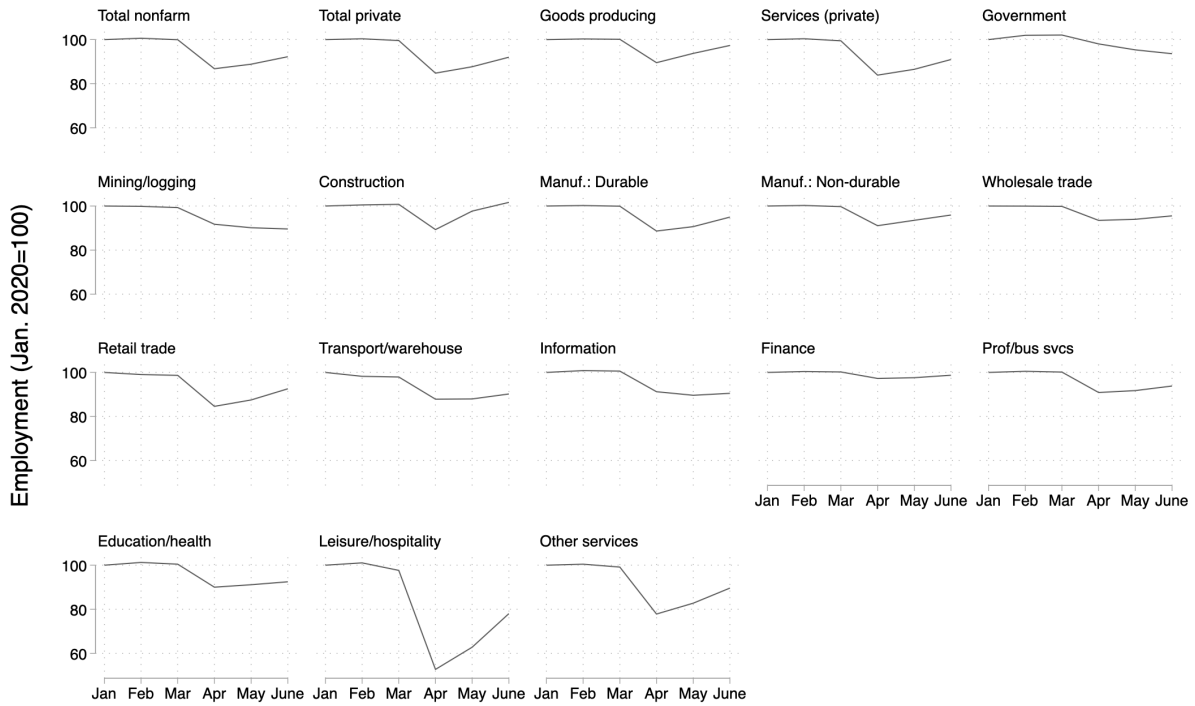 Employment (Jan. 2020=100)
Total nonfarm
Total private
Goods producing
Services (private)
Government
100
80
60
Mining/logging
Construction
Manuf.: Durable
Manuf.: Non-durable
Wholesale trade
100
80
60
Retail trade
Transport/warehouse
Information
Finance
Prof/bus svcs
100
80
60
Jan Feb Mar Apr May June
Jan Feb Mar Apr May June
Education/health
Leisure/hospitality
Other services
100
80
60
Jan Feb Mar Apr May June
Jan Feb Mar Apr May June
Jan Feb Mar Apr May June